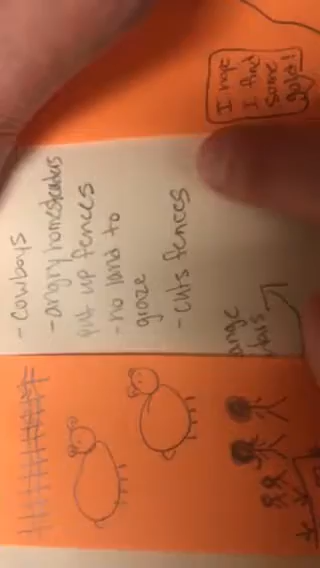 I hope
I find
some
gold!
- Cowboys
- angry homesteaders
put up fences
- no land to
graze
- cuts fences